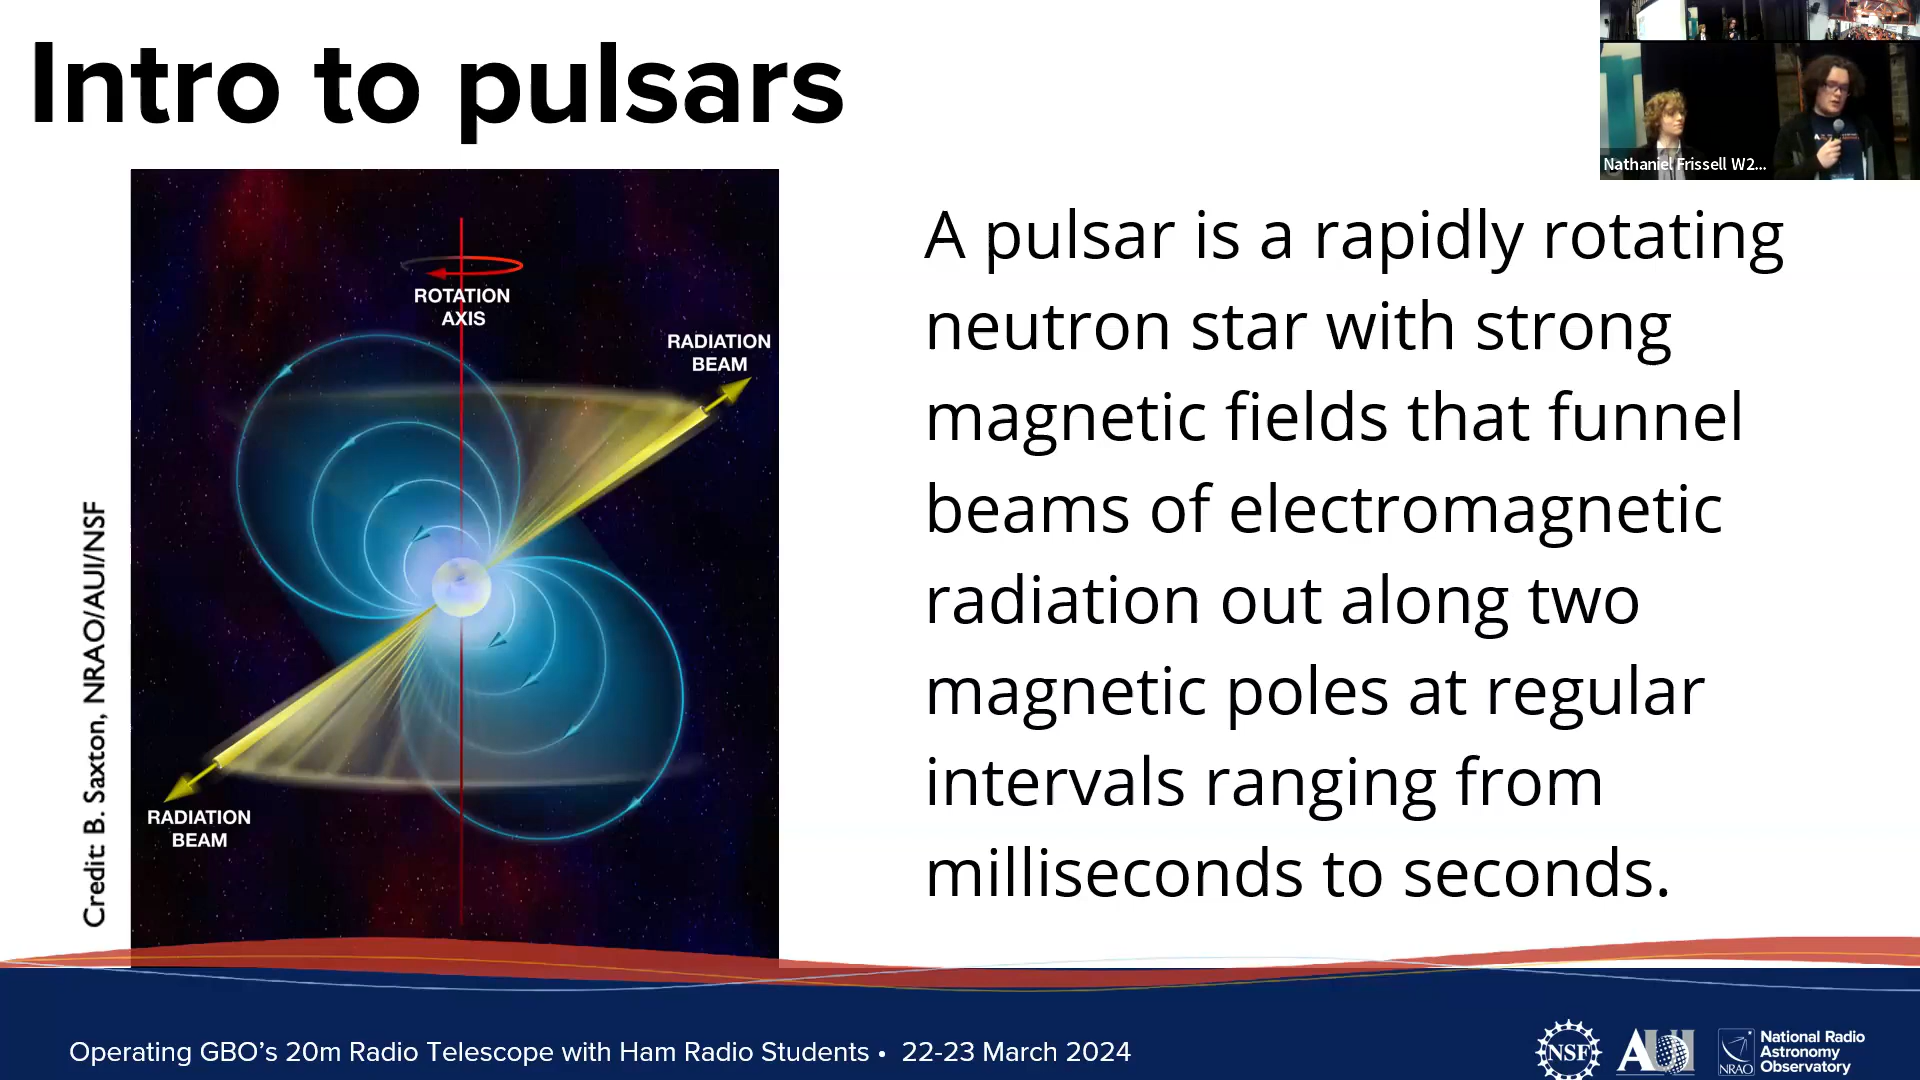 Intro to pulsars
Nathaniel Frissell W2...
ROTATION
AXIS
RADIATION
BEAM
RADIATION
BEAM
Credit: B. Saxton, NRAO/AUI/NSF
A pulsar is a rapidly rotating
neutron star with strong
magnetic fields that funnel
beams of electromagnetic
radiation out along two
magnetic poles at regular
intervals ranging from
milliseconds to seconds.
Operating GBO’s 20m Radio Telescope with Ham Radio Students • 22-23 March 2024
NSF
AUI
NRAO
National Radio
Astronomy
Observatory